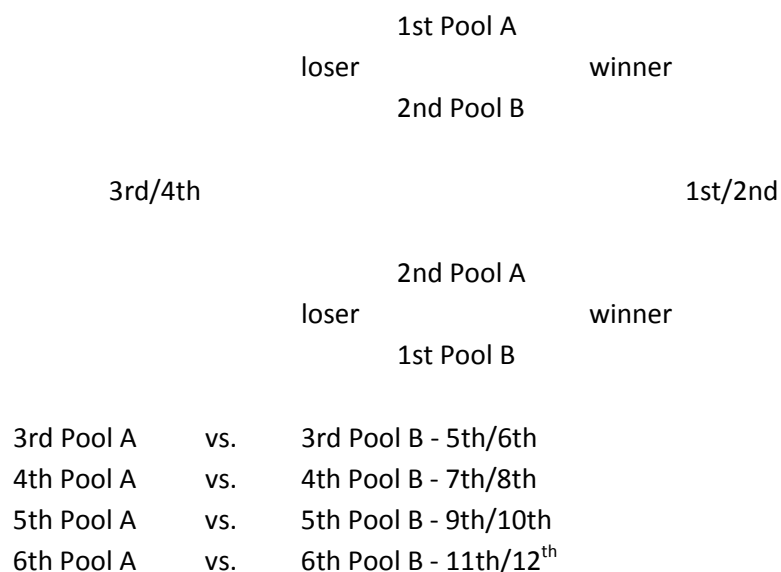 1st Pool A
loser winner
2nd Pool B
3rd/4th 1st/2nd
2nd Pool A
loser winner
1st Pool B
3rd Pool A vs. 3rd Pool B - 5th/6th
4th Pool A vs. 4th Pool B - 7th/8th
5th Pool A vs. 5th Pool B - 9th/10th
6th Pool A vs. 6th Pool B - 11th/12th